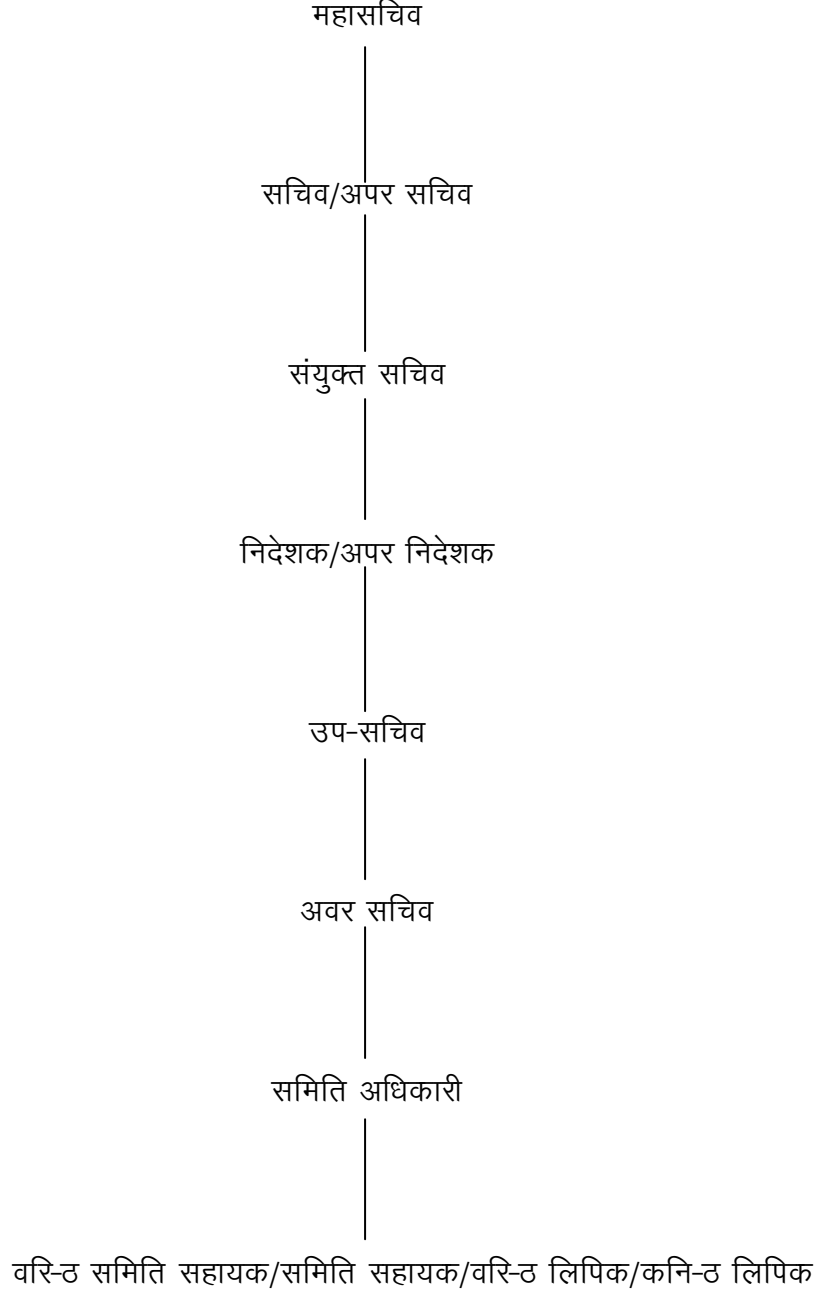 महासचिव
सचिव/अपर सचिव
संयुक्त सचिव
निदेशक/अपर निदेशक
उप-सचिव
अवर सचिव
समिति अधिकारी
वरि-ठ समिति सहायक/समिति सहायक/वरि-ठ लिपिक/कनि-ठ लिपिक